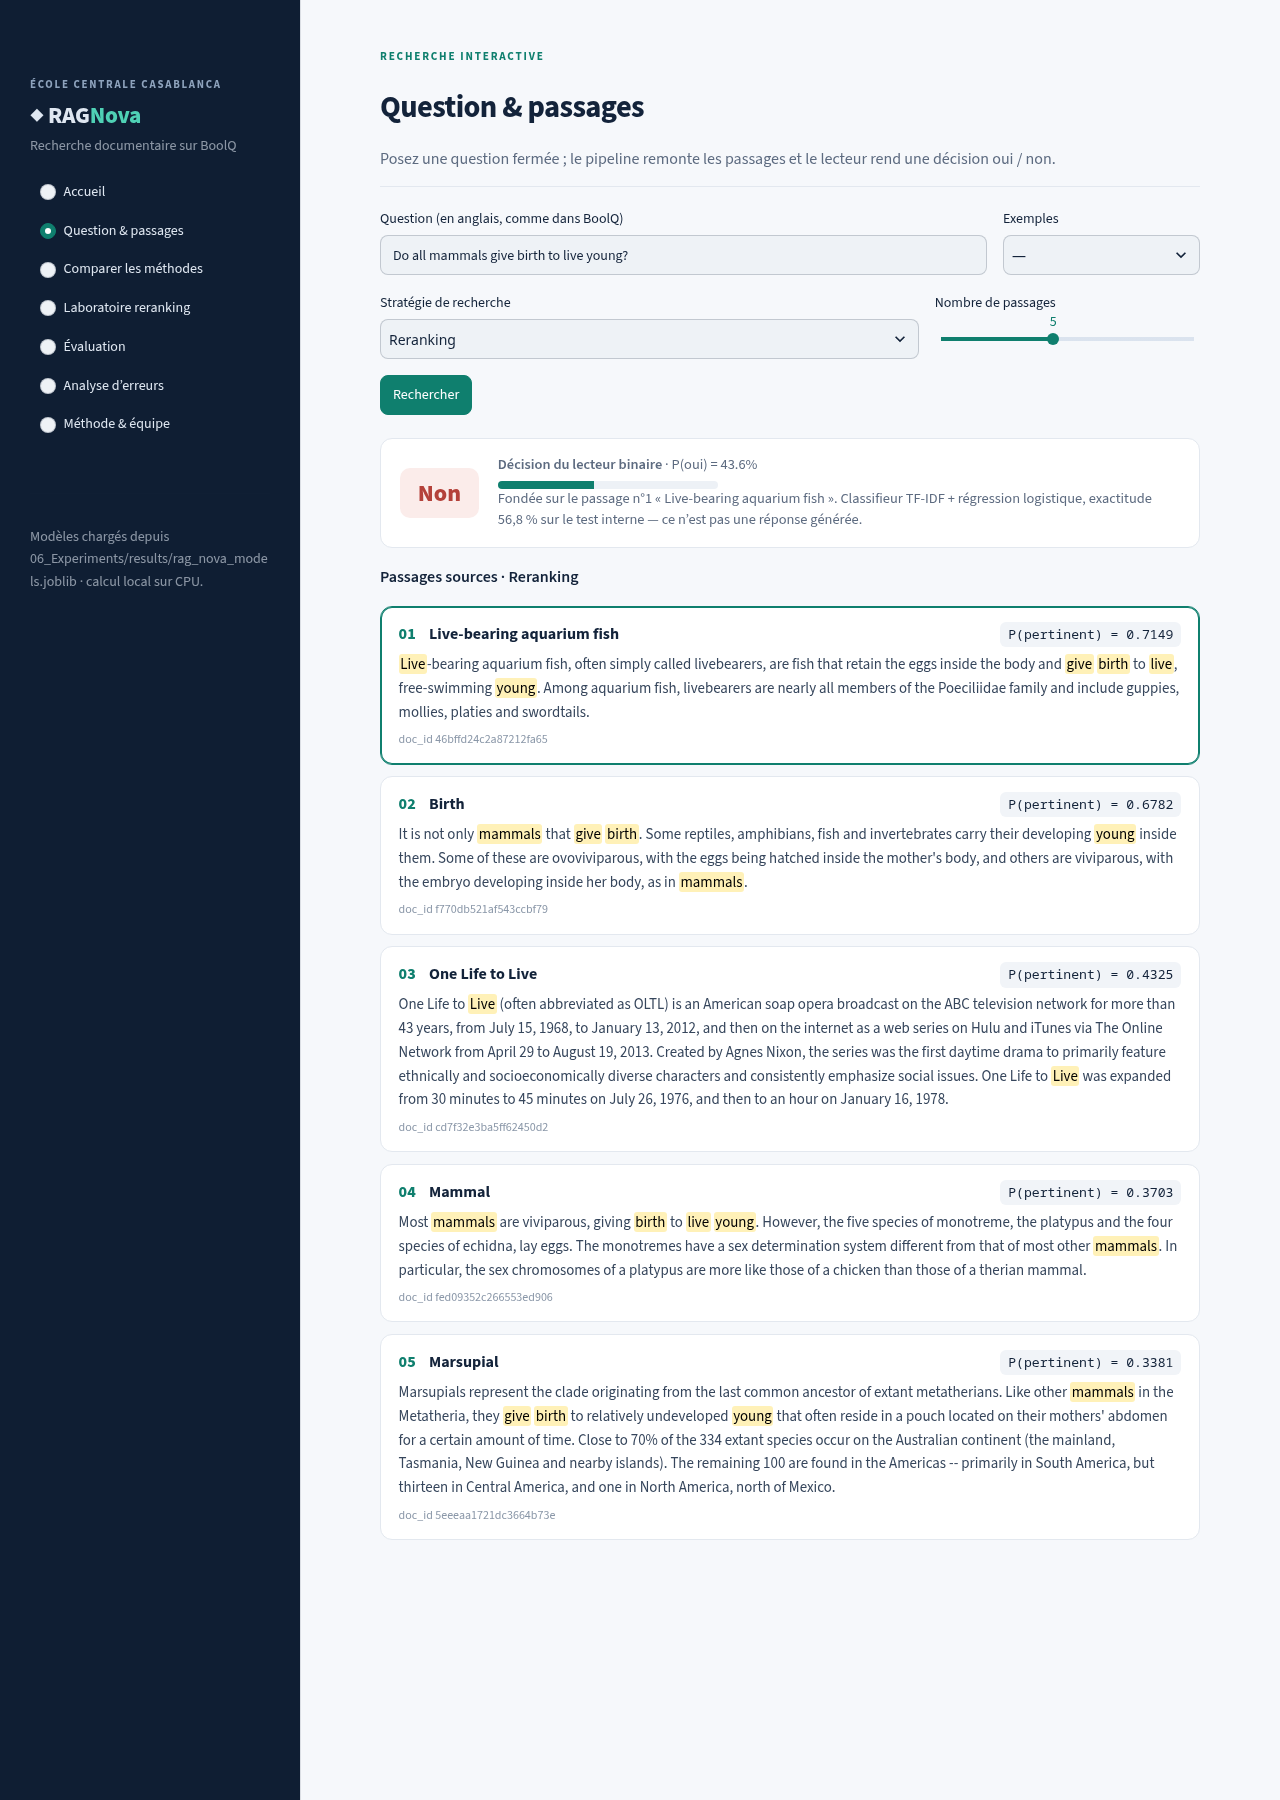 ÉCOLE CENTRALE CASABLANCA
◆ RAGNova
Recherche documentaire sur BoolQ
Accueil
Question & passages
Comparer les méthodes
Laboratoire reranking
Évaluation
Analyse d’erreurs
Méthode & équipe
Modèles chargés depuis
06_Experiments/results/rag_nova_mode
ls.joblib · calcul local sur CPU.
RECHERCHE INTERACTIVE
Question & passages
Posez une question fermée ; le pipeline remonte les passages et le lecteur rend une décision oui / non.
Question (en anglais, comme dans BoolQ)
Exemples
Do all mammals give birth to live young?
—
Stratégie de recherche
Nombre de passages
5
Reranking
Rechercher
Non
Décision du lecteur binaire · P(oui) = 43.6%
Fondée sur le passage n°1 « Live-bearing aquarium fish ». Classifieur TF-IDF + régression logistique, exactitude
56,8 % sur le test interne — ce n’est pas une réponse générée.
Passages sources · Reranking
01 Live-bearing aquarium fish P(pertinent) = 0.7149
Live-bearing aquarium fish, often simply called livebearers, are fish that retain the eggs inside the body and give birth to live,
free-swimming young. Among aquarium fish, livebearers are nearly all members of the Poeciliidae family and include guppies,
mollies, platies and swordtails.
doc_id 46bffd24c2a87212fa65
02 Birth P(pertinent) = 0.6782
It is not only mammals that give birth. Some reptiles, amphibians, fish and invertebrates carry their developing young inside
them. Some of these are ovoviviparous, with the eggs being hatched inside the mother's body, and others are viviparous, with
the embryo developing inside her body, as in mammals.
doc_id f770db521af543ccbf79
03 One Life to Live P(pertinent) = 0.4325
One Life to Live (often abbreviated as OLTL) is an American soap opera broadcast on the ABC television network for more than
43 years, from July 15, 1968, to January 13, 2012, and then on the internet as a web series on Hulu and iTunes via The Online
Network from April 29 to August 19, 2013. Created by Agnes Nixon, the series was the first daytime drama to primarily feature
ethnically and socioeconomically diverse characters and consistently emphasize social issues. One Life to Live was expanded
from 30 minutes to 45 minutes on July 26, 1976, and then to an hour on January 16, 1978.
doc_id cd7f32e3ba5ff62450d2
04 Mammal P(pertinent) = 0.3703
Most mammals are viviparous, giving birth to live young. However, the five species of monotreme, the platypus and the four
species of echidna, lay eggs. The monotremes have a sex determination system different from that of most other mammals. In
particular, the sex chromosomes of a platypus are more like those of a chicken than those of a therian mammal.
doc_id fed09352c266553ed906
05 Marsupial P(pertinent) = 0.3381
Marsupials represent the clade originating from the last common ancestor of extant metatherians. Like other mammals in the
Metatheria, they give birth to relatively undeveloped young that often reside in a pouch located on their mothers' abdomen
for a certain amount of time. Close to 70% of the 334 extant species occur on the Australian continent (the mainland,
Tasmania, New Guinea and nearby islands). The remaining 100 are found in the Americas -- primarily in South America, but
thirteen in Central America, and one in North America, north of Mexico.
doc_id 5eeeaa1721dc3664b73e